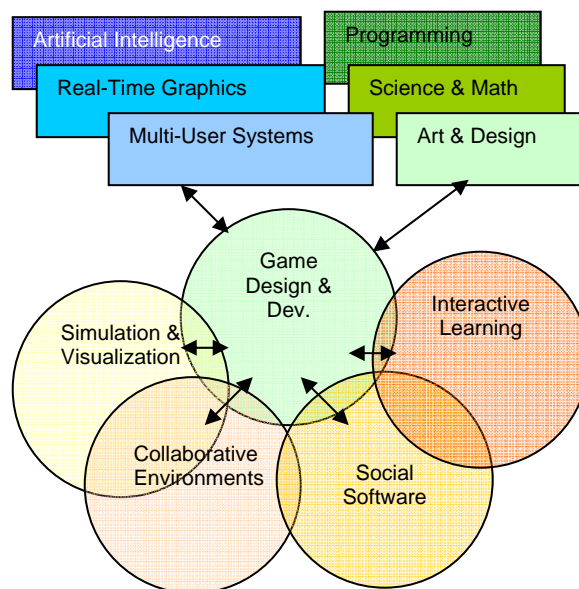 Artificial Intelligence
Programming
Real-Time Graphics
Science & Math
Multi-User Systems
Art & Design
Game
Design &
Dev.
Interactive
Learning
Simulation &
Visualization
Collaborative
Environments
Social
Software